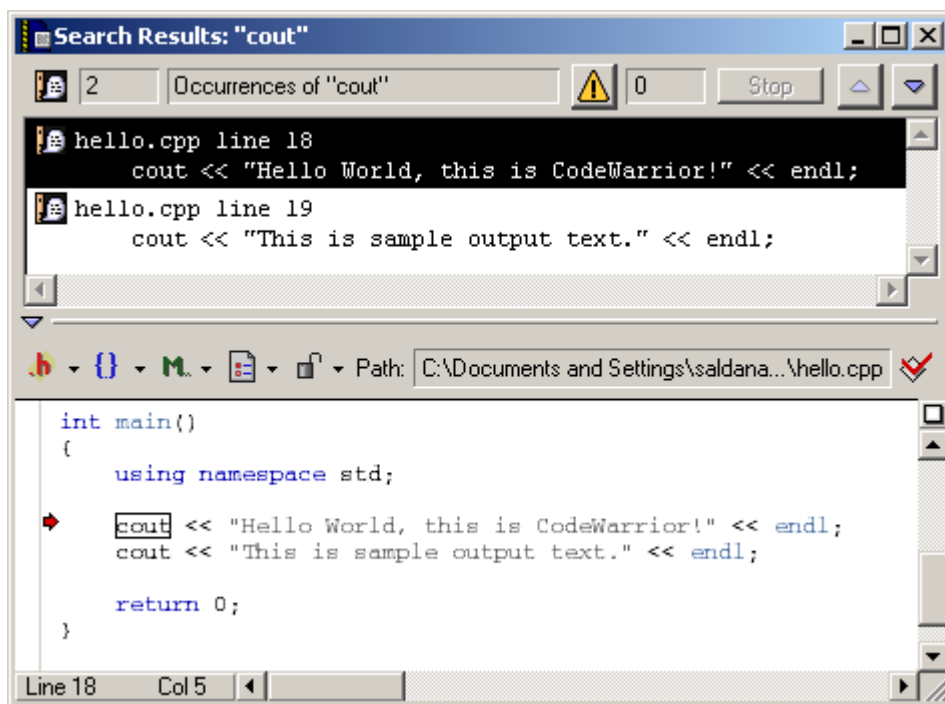 Search Results: "cout"
2 Occurrences of "cout" 0 Stop
hello.cpp line 18
cout << "Hello World, this is CodeWarrior!" << endl;
hello.cpp line 19
cout << "This is sample output text." << endl;
.h {} M.. Path: C:\Documents and Settings\saldana...\hello.cpp
int main()
{
using namespace std;
cout << "Hello World, this is CodeWarrior!" << endl;
cout << "This is sample output text." << endl;
return 0;
}
Line 18 Col 5